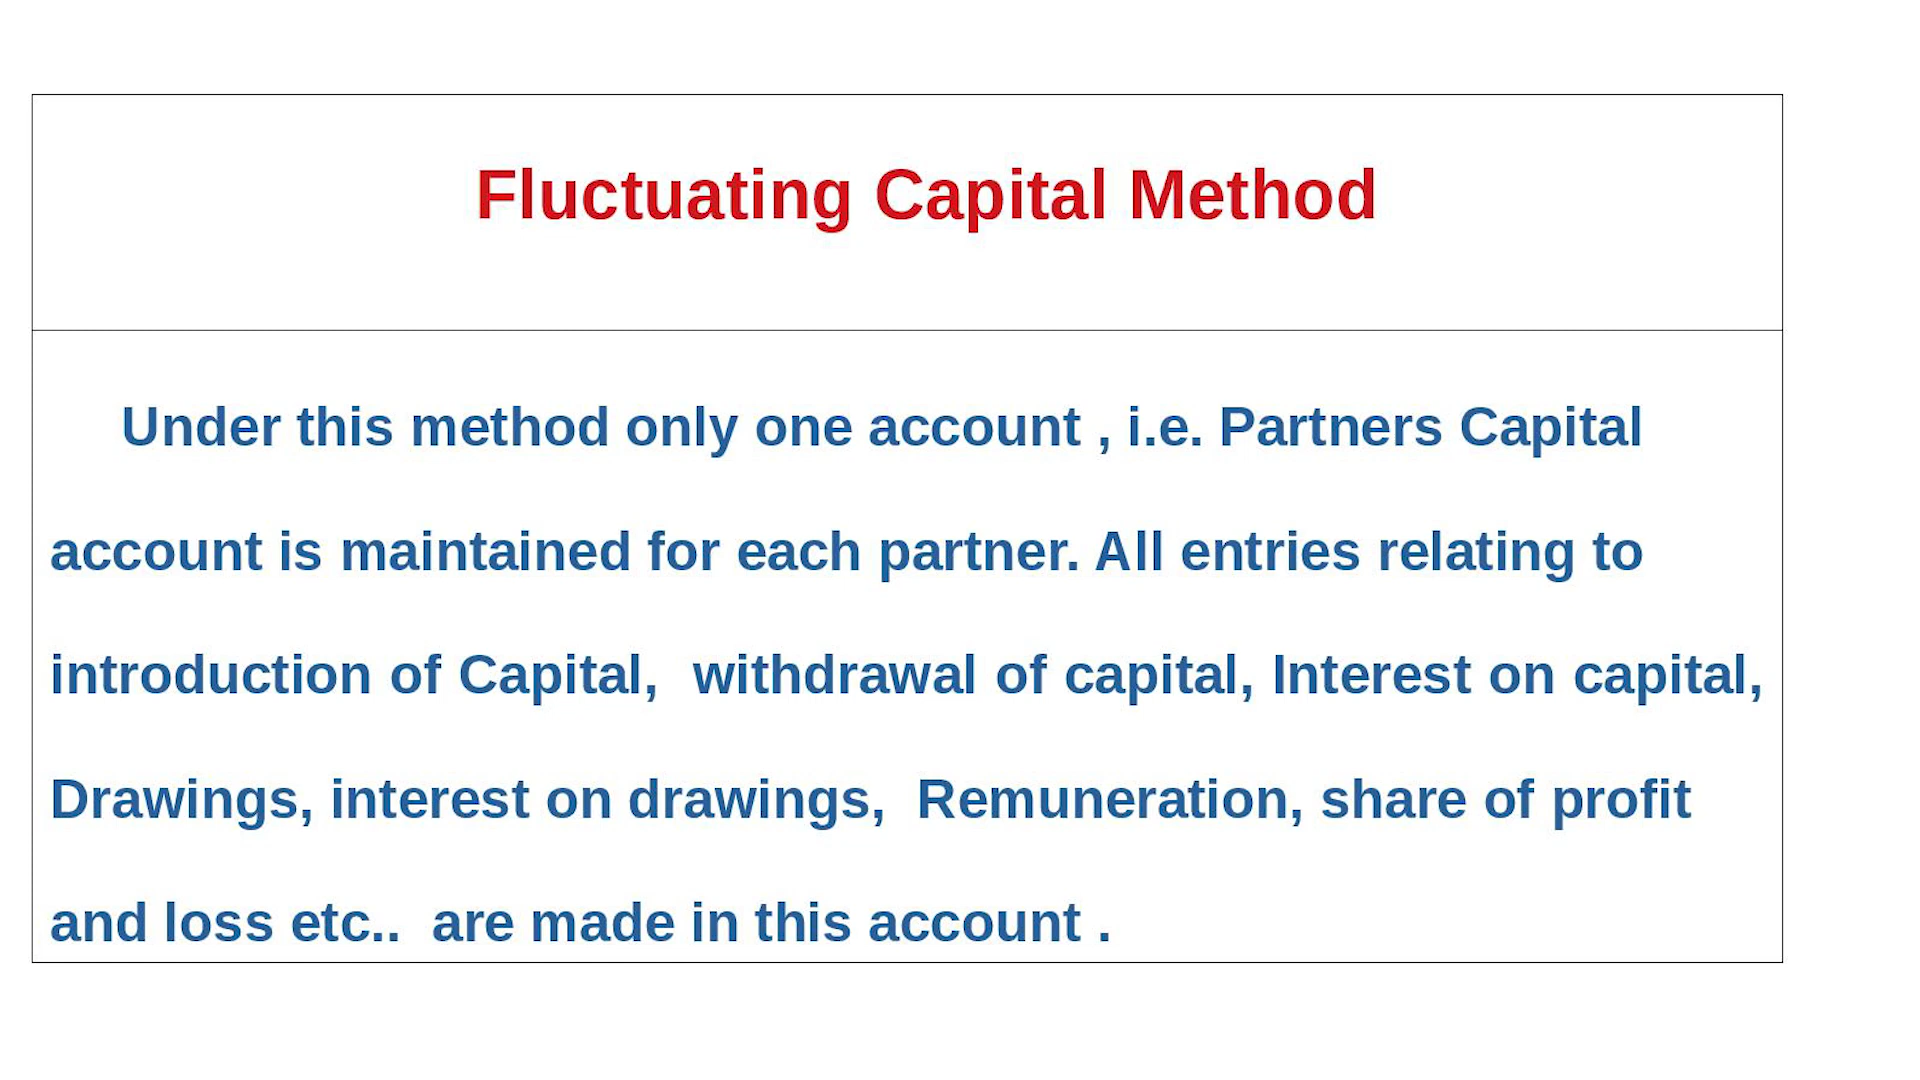 Fluctuating Capital Method
Under this method only one account , i.e. Partners Capital
account is maintained for each partner. All entries relating to
introduction of Capital,  withdrawal of capital, Interest on capital,
Drawings, interest on drawings,  Remuneration, share of profit
and loss etc..  are made in this account .